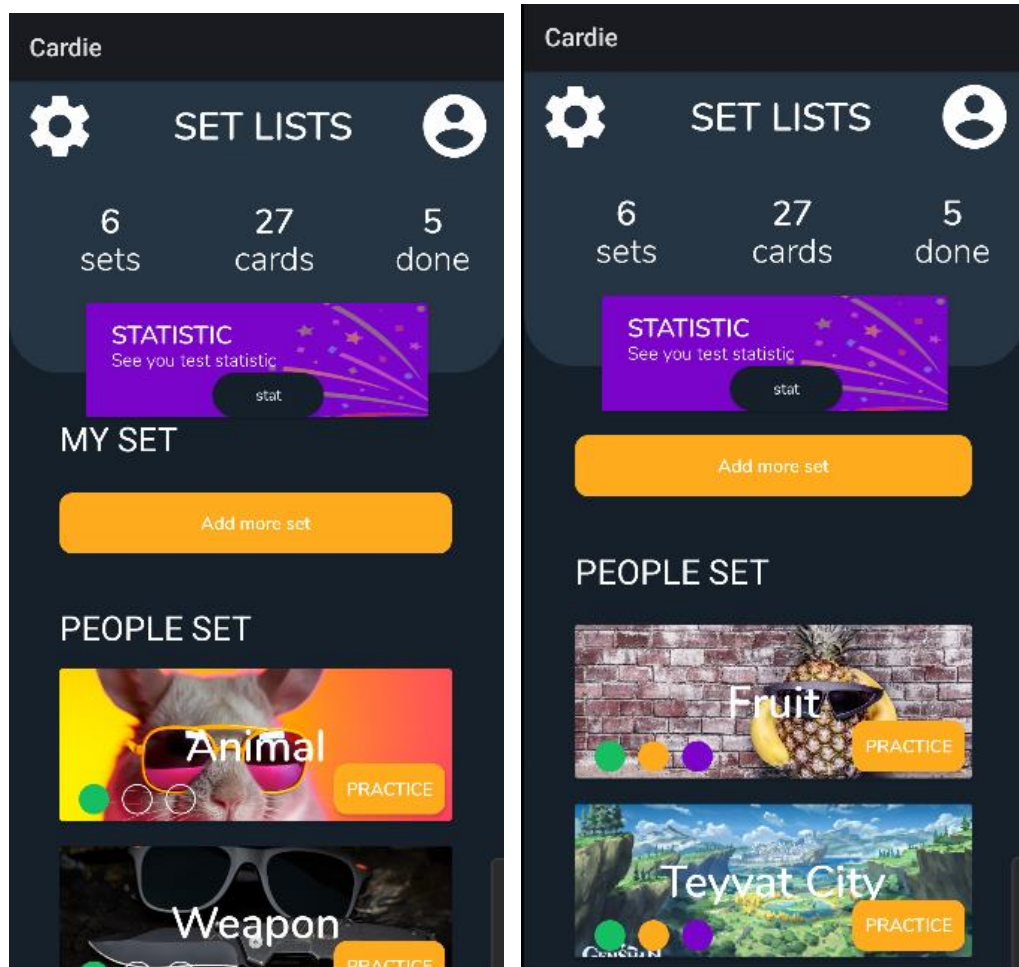 Cardie
SET LISTS
6
27
5
sets
cards
done
STATISTIC
See you test statistic
stat
MY SET
Add more set
PEOPLE SET
Animal
PRACTICE
Weapon
PRACTICE
Cardie
SET LISTS
6
27
5
sets
cards
done
STATISTIC
See you test statistic
stat
Add more set
PEOPLE SET
Fruit
PRACTICE
Teyvat City
PRACTICE
GENSHIN